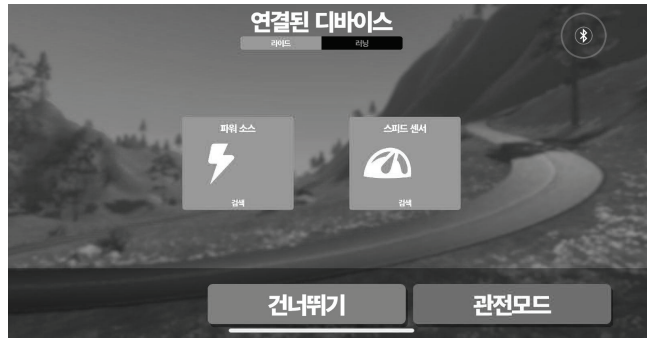 연결된 디바이스
라이드 러닝
파워 소스 스피드 센서
검색 검색
건너뛰기 관전모드